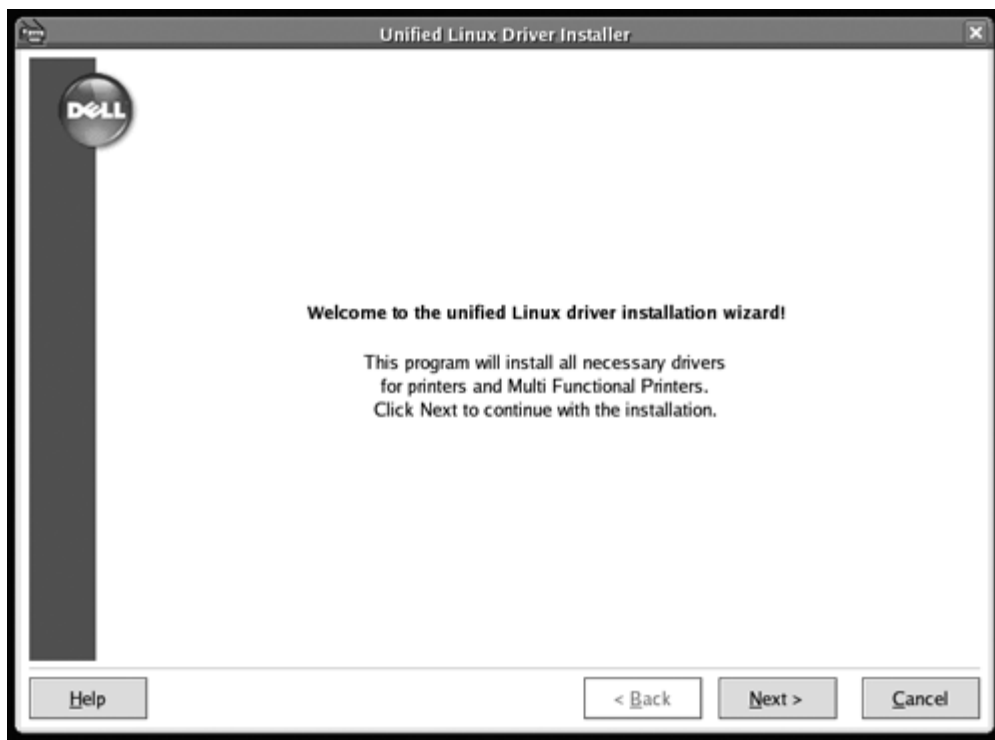 Unified Linux Driver Installer
DELL
Welcome to the unified Linux driver installation wizard!
This program will install all necessary drivers
for printers and Multi Functional Printers.
Click Next to continue with the installation.
Help
< Back
Next >
Cancel